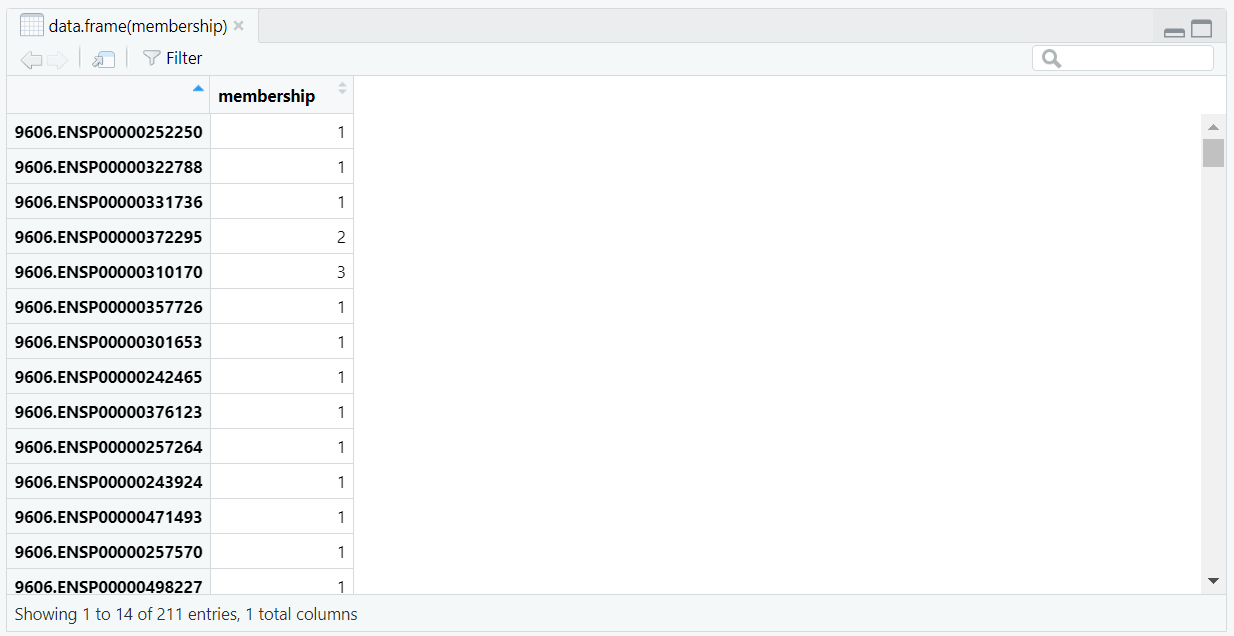 data.frame(membership)
Filter
membership
9606.ENSP00000252250 1
9606.ENSP00000322788 1
9606.ENSP00000331736 1
9606.ENSP00000372295 2
9606.ENSP00000310170 3
9606.ENSP00000357726 1
9606.ENSP00000301653 1
9606.ENSP00000242465 1
9606.ENSP00000376123 1
9606.ENSP00000257264 1
9606.ENSP00000243924 1
9606.ENSP00000471493 1
9606.ENSP00000257570 1
9606.ENSP00000498227 1
Showing 1 to 14 of 211 entries, 1 total columns